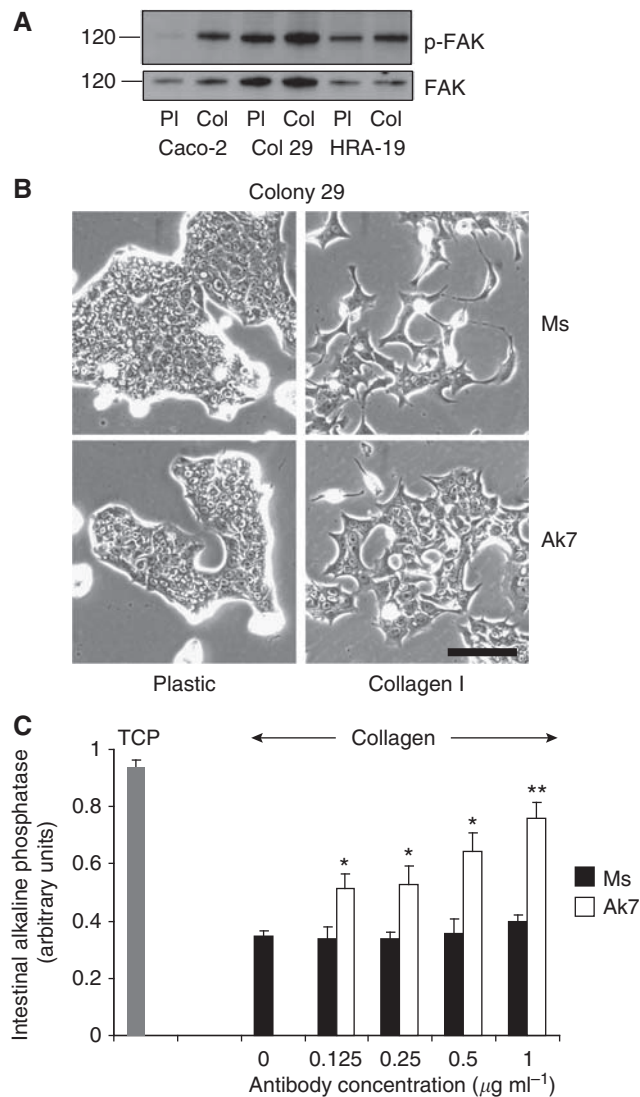 A
120
p-FAK
120
FAK
Pl Col Pl Col Pl Col
Caco-2 Col 29 HRA-19
B
Colony 29
Ms
Ak7
Plastic Collagen I
C
TCP
Collagen
1
0.8
0.6
0.4
0.2
0
Intestinal alkaline phosphatase
(arbitrary units)
* * * **
Ms
Ak7
0 0.125 0.25 0.5 1
Antibody concentration (μg ml⁻¹)